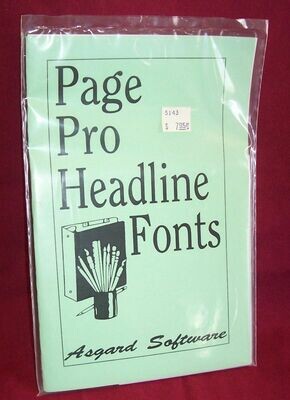 Page
5143
$ 7.95
Pro
Headline
Fonts
Asgard Software